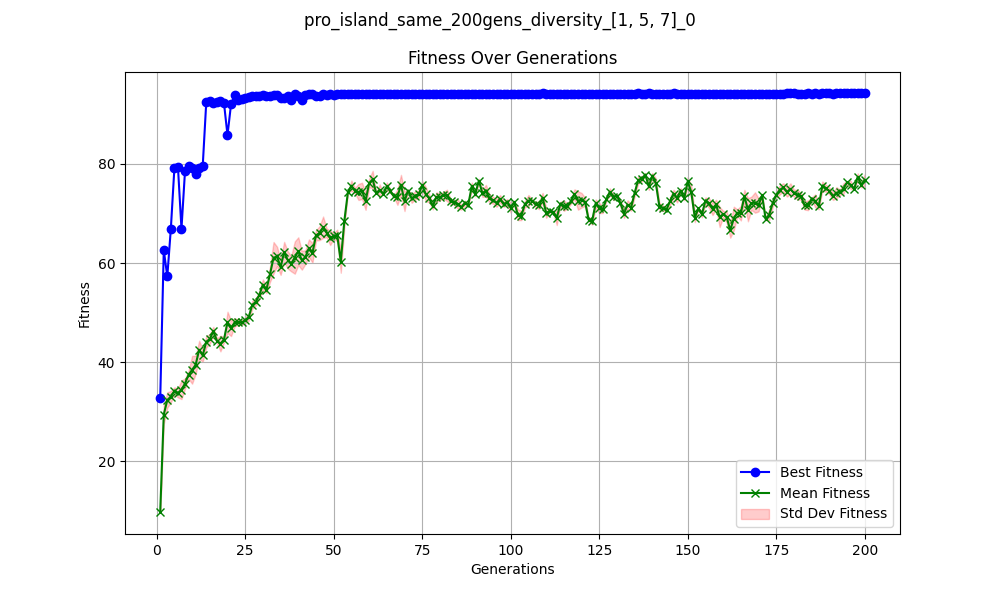 pro_island_same_200gens_diversity_[1, 5, 7]_0
Fitness Over Generations
Fitness
80
60
40
20
0
25
50
75
100
125
150
175
200
Generations
Best Fitness
Mean Fitness
Std Dev Fitness